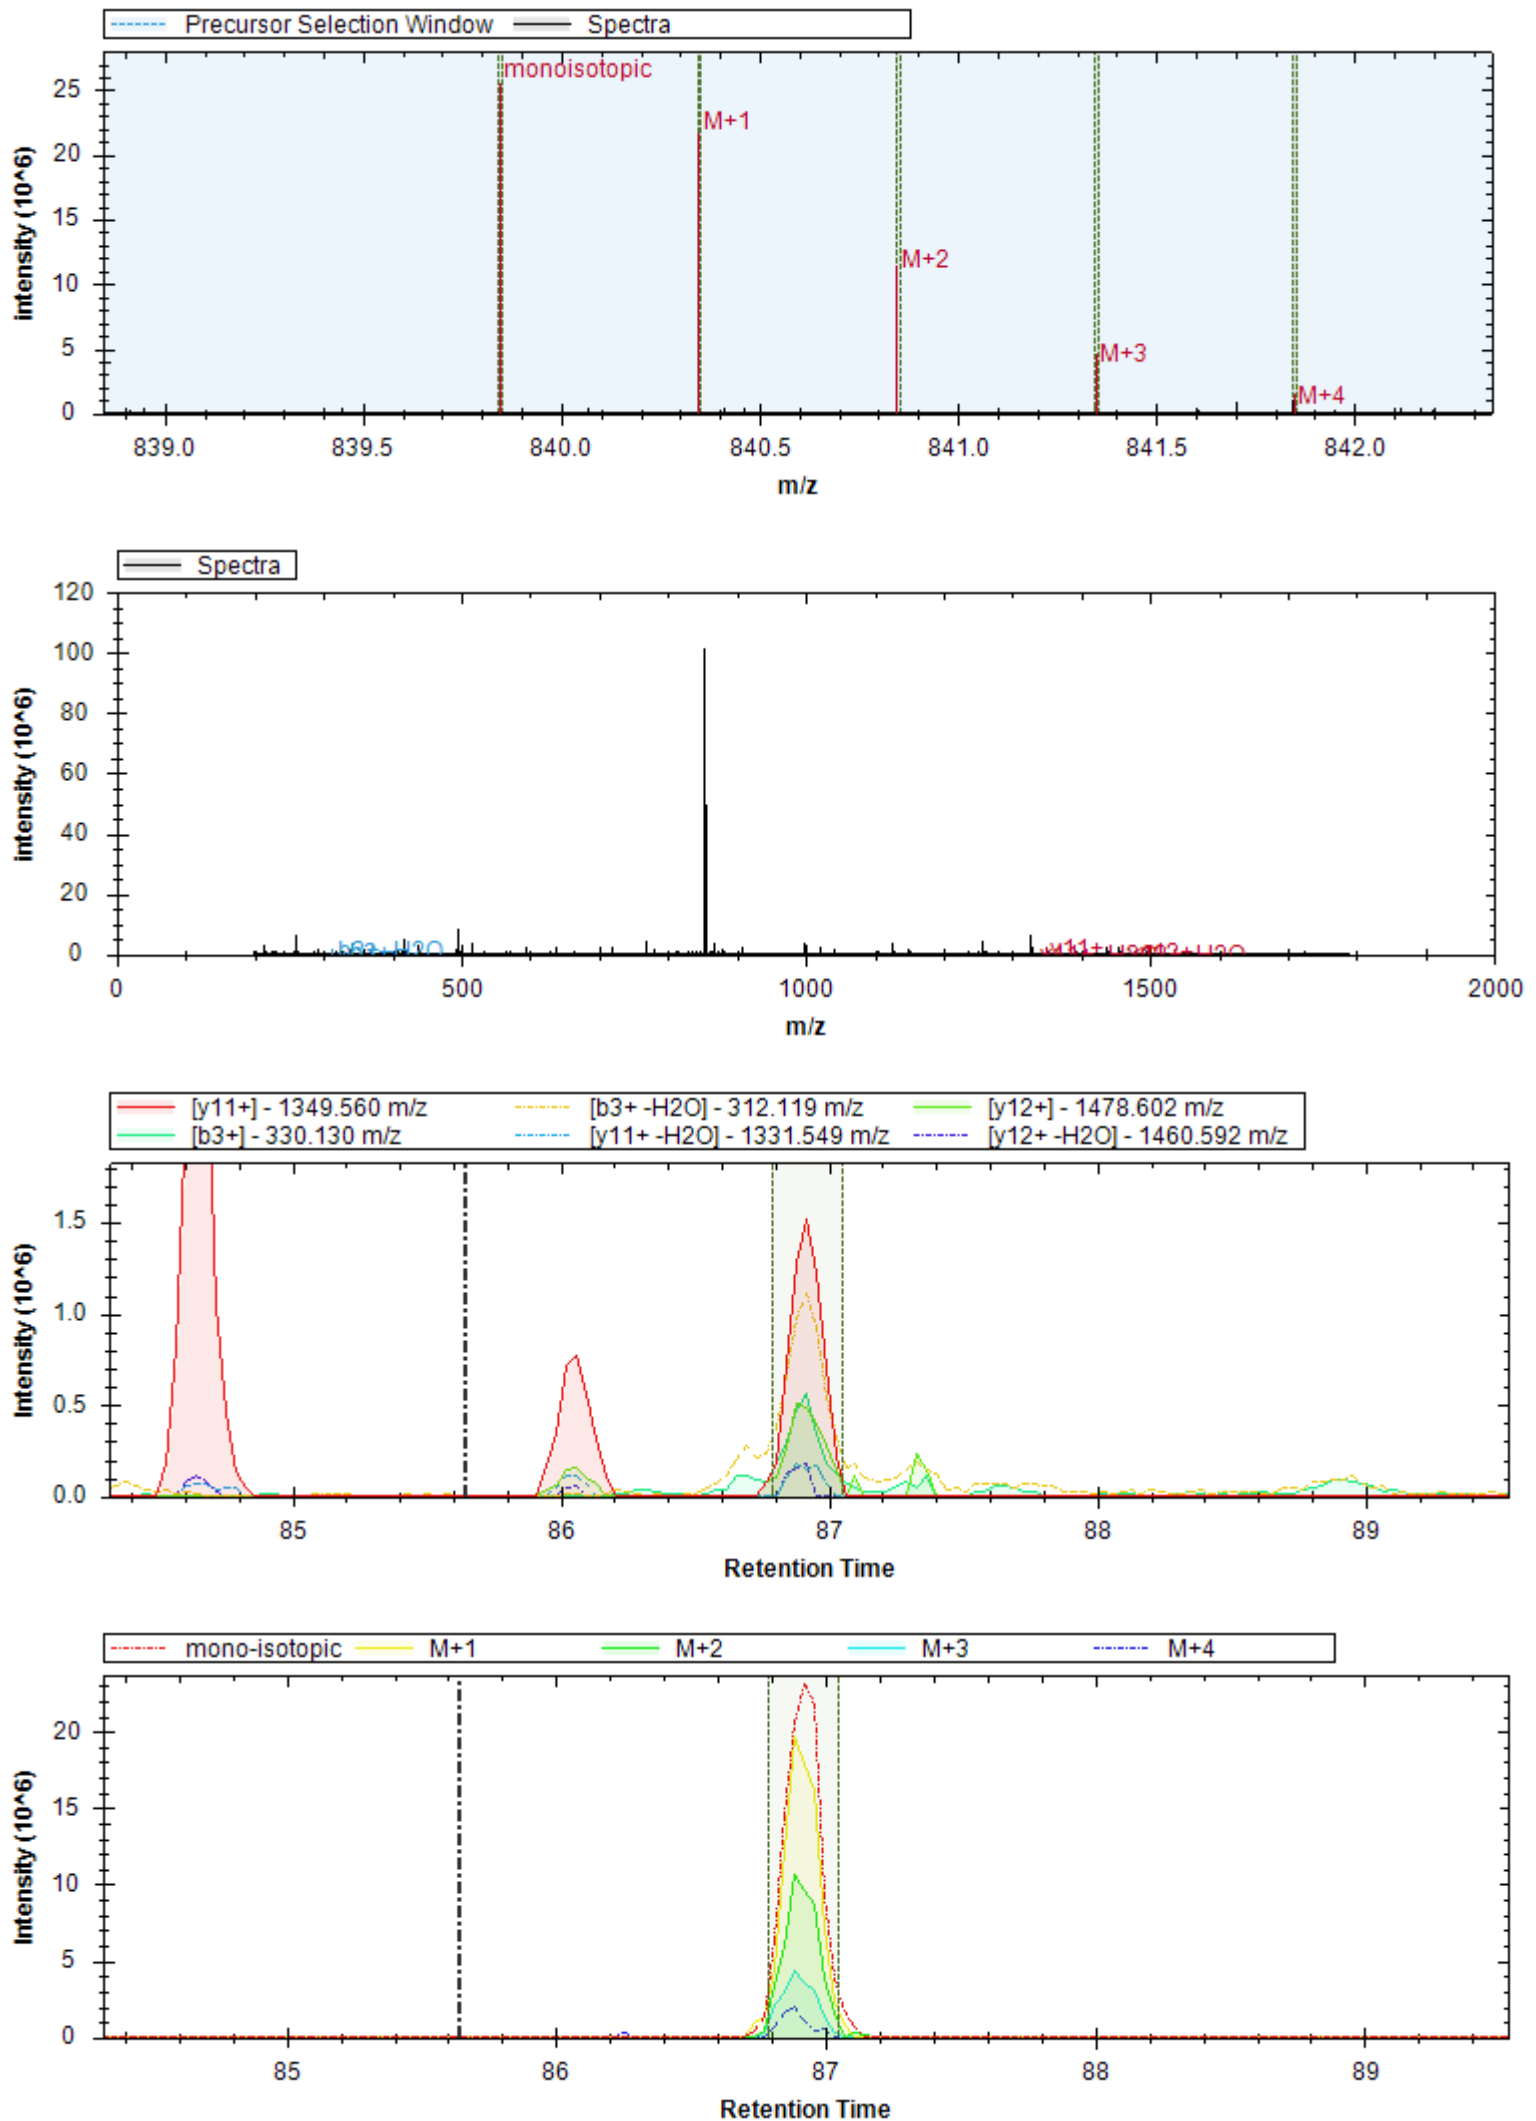 Precursor Selection Window Spectra
intensity (10^6)
25
20
15
10
5
0
monoisotopic
M+1
M+2
M+3
M+4
839.0 839.5 840.0 840.5 841.0 841.5 842.0
m/z
Spectra
intensity (10^6)
120
100
80
60
40
20
0
y11+
0 500 1000 1500 2000
m/z
[y11+] - 1349.560 m/z [b3+ -H2O] - 312.119 m/z [y12+] - 1478.602 m/z
[b3+] - 330.130 m/z [y11+ -H2O] - 1331.549 m/z [y12+ -H2O] - 1460.592 m/z
Intensity (10^6)
1.5
1.0
0.5
0.0
85 86 87 88 89
Retention Time
mono-isotopic M+1 M+2 M+3 M+4
Intensity (10^6)
20
15
10
5
0
85 86 87 88 89
Retention Time